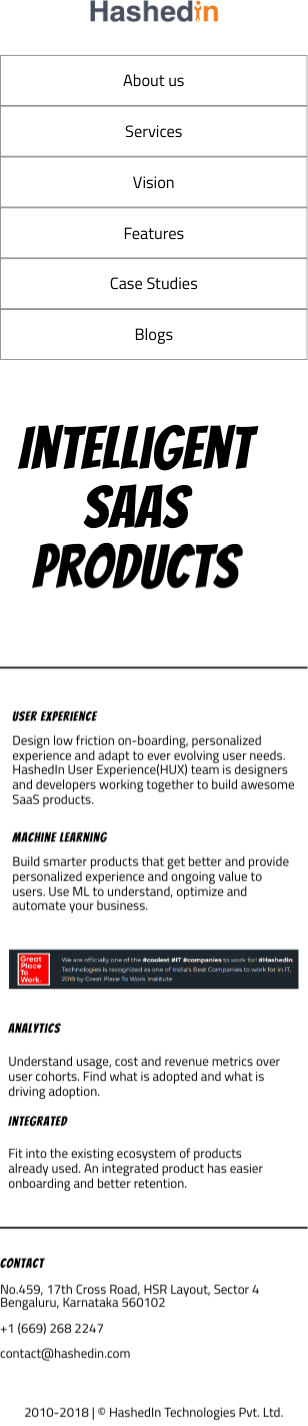 HashedIn
About us
Services
Vision
Features
Case Studies
Blogs
INTELLIGENT
SAAS
PRODUCTS
USER EXPERIENCE
Design low friction on-boarding, personalized
experience and adapt to ever evolving user needs.
HashedIn User Experience(HUX) team is designers
and developers working together to build awesome
SaaS products.
MACHINE LEARNING
Build smarter products that get better and provide
personalized experience and ongoing value to
users. Use ML to understand, optimize and
automate your business.
Great
Place
To
Work.
We are officially one of the #coolest #IT #companies to work for! #HashedIn
Technologies is recognized as one of India's Best Companies to work for in IT,
2018 by Great Place To Work Institute
ANALYTICS
Understand usage, cost and revenue metrics over
user cohorts. Find what is adopted and what is
driving adoption.
INTEGRATED
Fit into the existing ecosystem of products
already used. An integrated product has easier
onboarding and better retention.
CONTACT
No.459, 17th Cross Road, HSR Layout, Sector 4
Bengaluru, Karnataka 560102
+1 (669) 268 2247
contact@hashedin.com
2010-2018 | © HashedIn Technologies Pvt. Ltd.